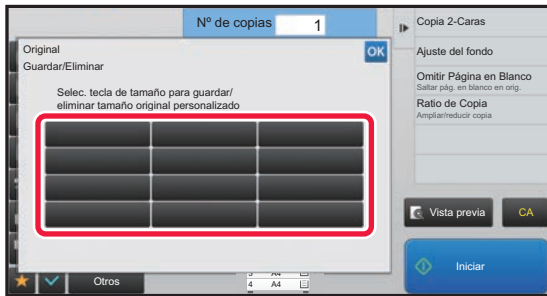 Nº de copias 1
Original
OK
Guardar/Eliminar
Selec. tecla de tamaño para guardar/
eliminar tamaño original personalizado
Otros
A4
4 A4
Copia 2-Caras
Ajuste del fondo
Omitir Página en Blanco
Saltar pág. en blanco en orig.
Ratio de Copia
Ampliar/reducir copia
Vista previa
CA
Iniciar